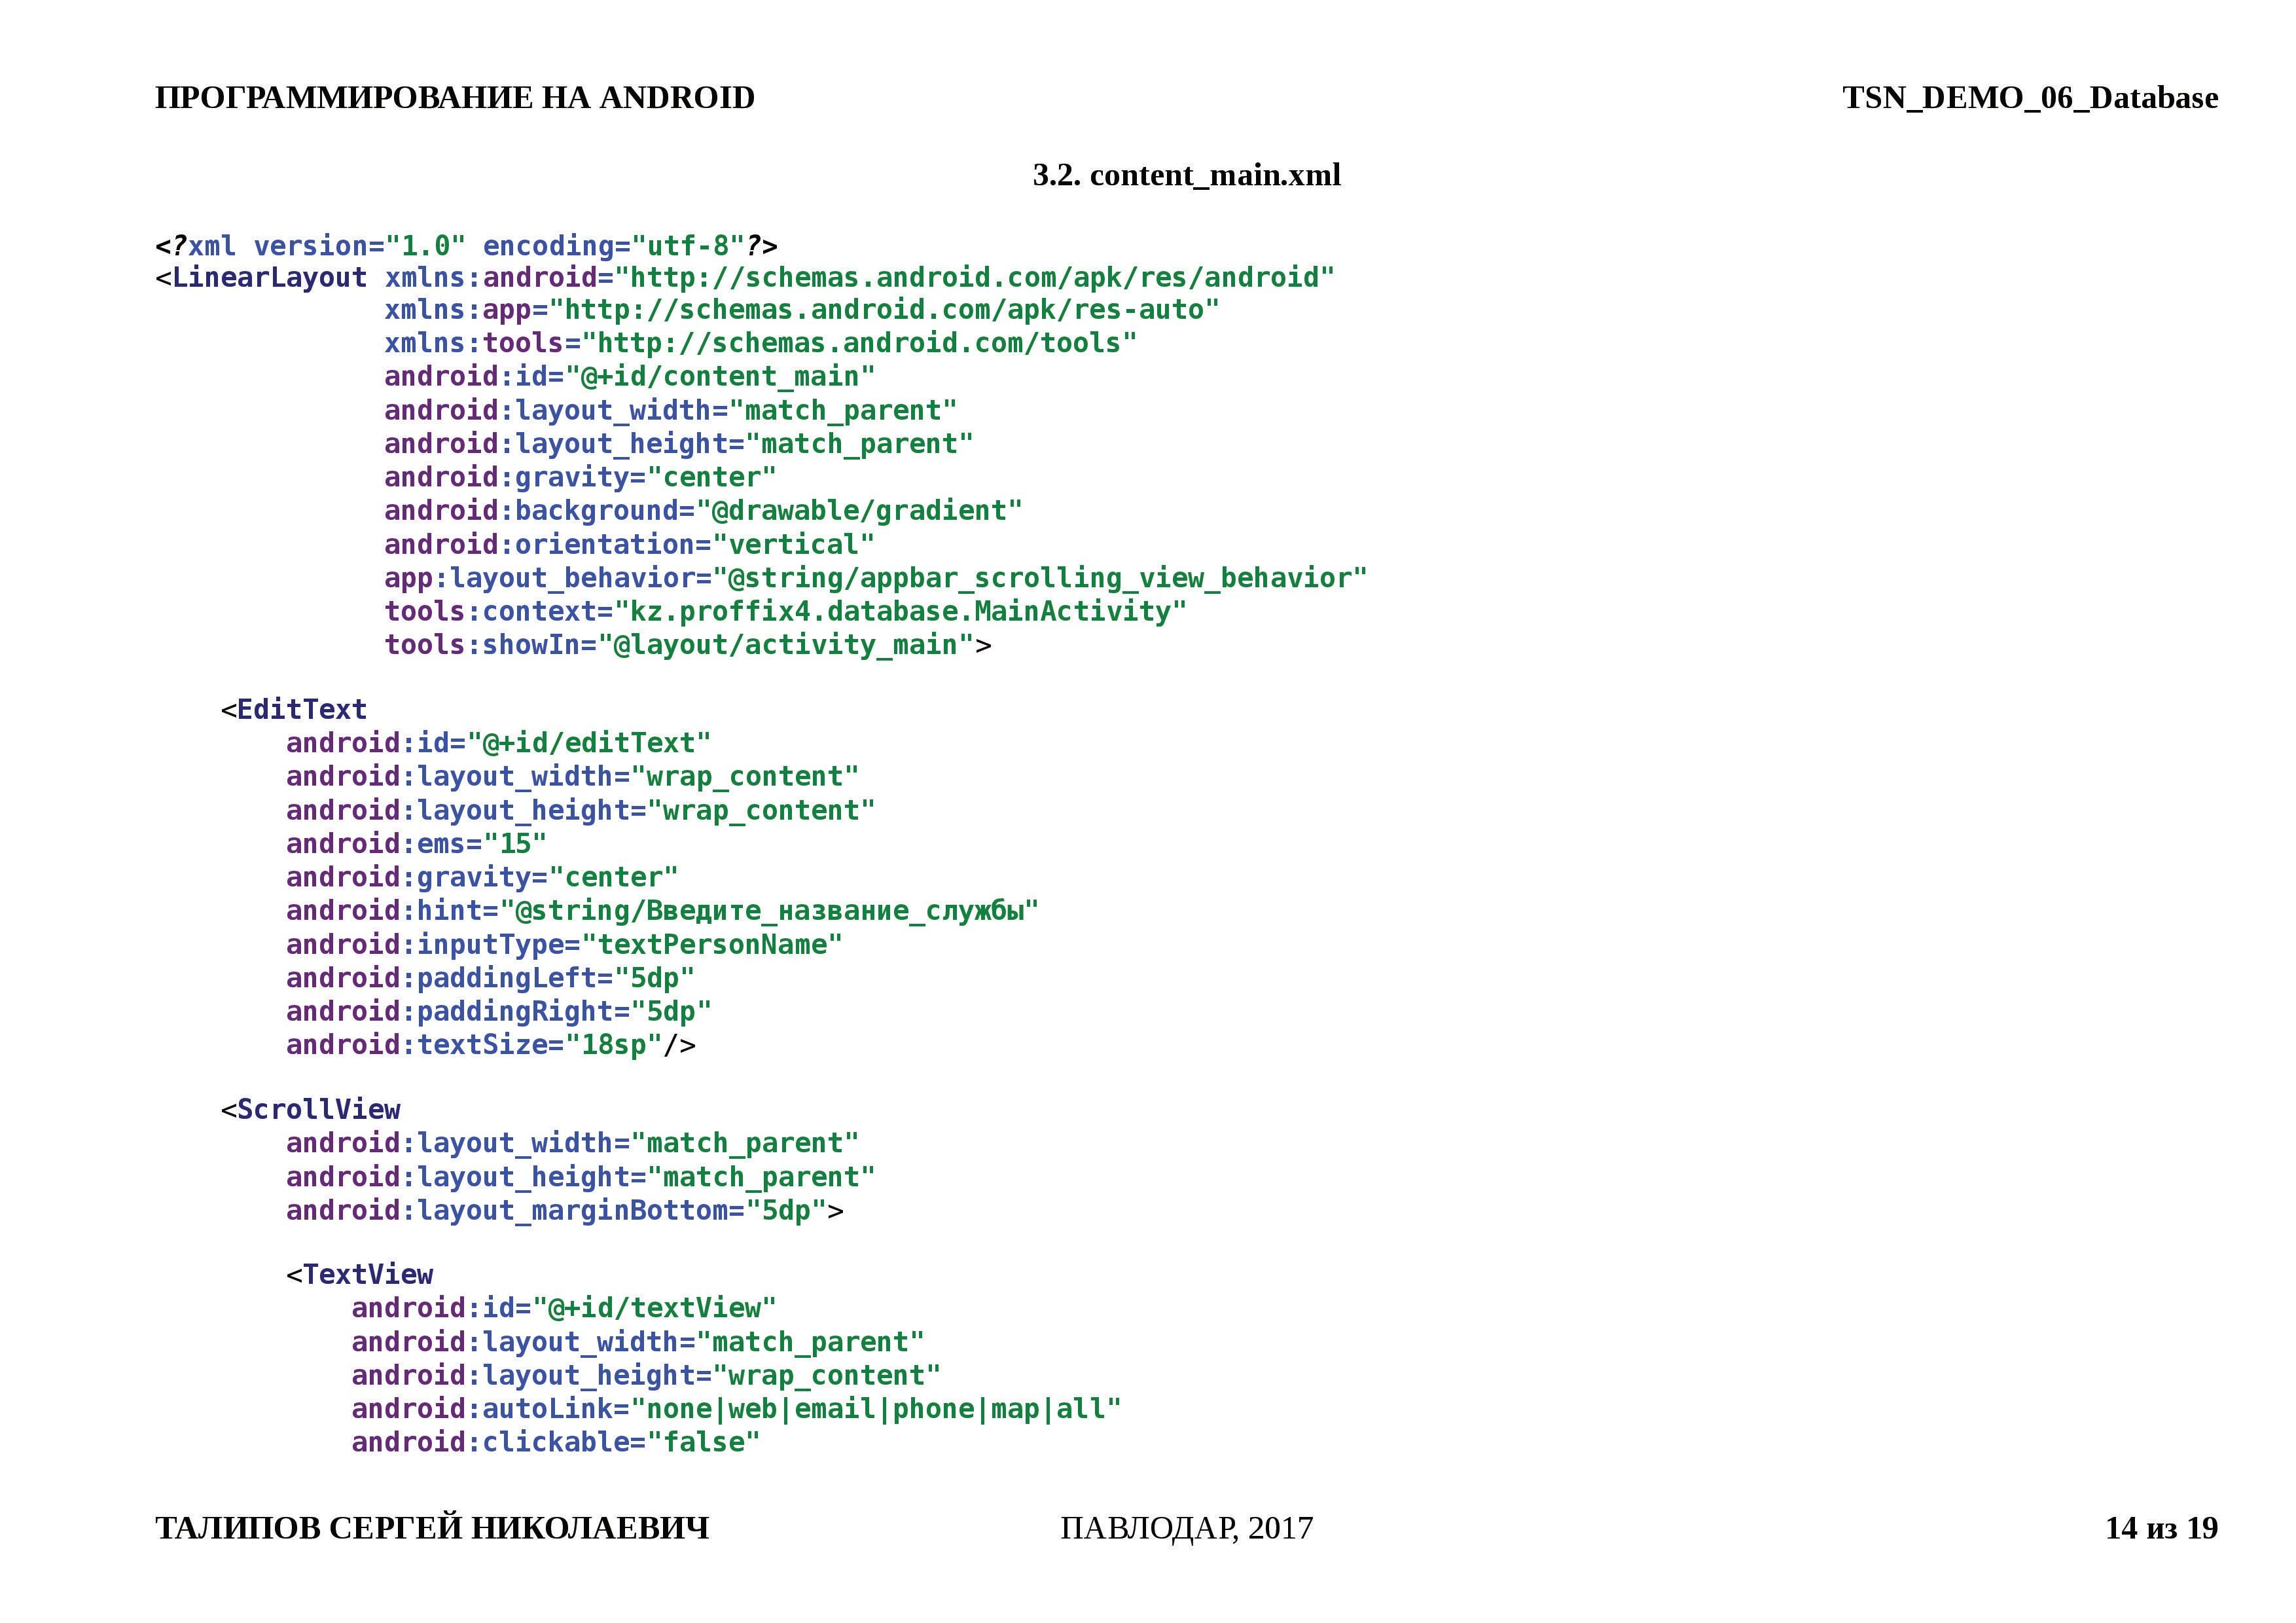 ПРОГРАММИРОВАНИЕ НА ANDROID TSN_DEMO_06_Database
3.2. content_main.xml
<?xml version="1.0" encoding="utf-8"?>
<LinearLayout xmlns:android="http://schemas.android.com/apk/res/android"
xmlns:app="http://schemas.android.com/apk/res-auto"
xmlns:tools="http://schemas.android.com/tools"
android:id="@+id/content_main"
android:layout_width="match_parent"
android:layout_height="match_parent"
android:gravity="center"
android:background="@drawable/gradient"
android:orientation="vertical"
app:layout_behavior="@string/appbar_scrolling_view_behavior"
tools:context="kz.proffix4.database.MainActivity"
tools:showIn="@layout/activity_main">
<EditText
android:id="@+id/editText"
android:layout_width="wrap_content"
android:layout_height="wrap_content"
android:ems="15"
android:gravity="center"
android:hint="@string/Введите_название_службы"
android:inputType="textPersonName"
android:paddingLeft="5dp"
android:paddingRight="5dp"
android:textSize="18sp"/>
<ScrollView
android:layout_width="match_parent"
android:layout_height="match_parent"
android:layout_marginBottom="5dp">
<TextView
android:id="@+id/textView"
android:layout_width="match_parent"
android:layout_height="wrap_content"
android:autoLink="none|web|email|phone|map|all"
android:clickable="false"
ТАЛИПОВ СЕРГЕЙ НИКОЛАЕВИЧ ПАВЛОДАР, 2017 14 из 19